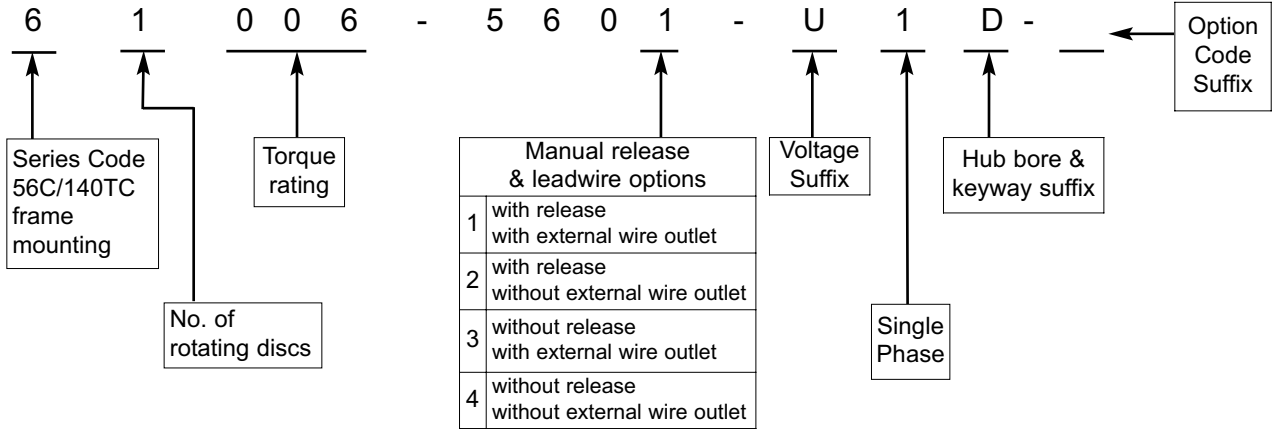 6 1 0 0 6 - 5 6 0 1 - U 1 D -
Option
Code
Suffix
Series Code
56C/140TC
frame
mounting
No. of
rotating discs
Torque
rating
Manual release
& leadwire options
1 with release
with external wire outlet
2 with release
without external wire outlet
3 without release
with external wire outlet
4 without release
without external wire outlet
Voltage
Suffix
Single
Phase
Hub bore &
keyway suffix